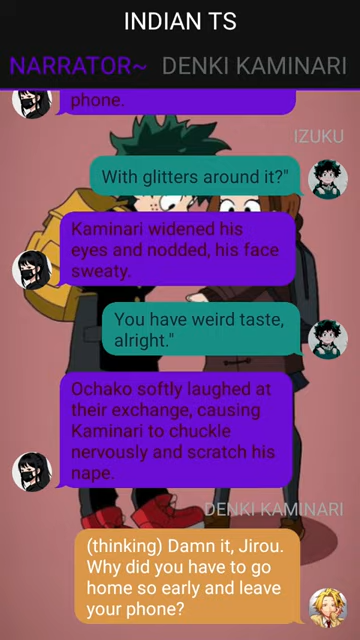 INDIAN TS
NARRATOR~ DENKI KAMINARI
phone.
IZUKU
With glitters around it?"
Kaminari widened his
eyes and nodded, his face
sweaty.
You have weird taste,
alright."
Ochako softly laughed at
their exchange, causing
Kaminari to chuckle
nervously and scratch his
nape.
DENKI KAMINARI
(thinking) Damn it, Jirou.
Why did you have to go
home so early and leave
your phone?